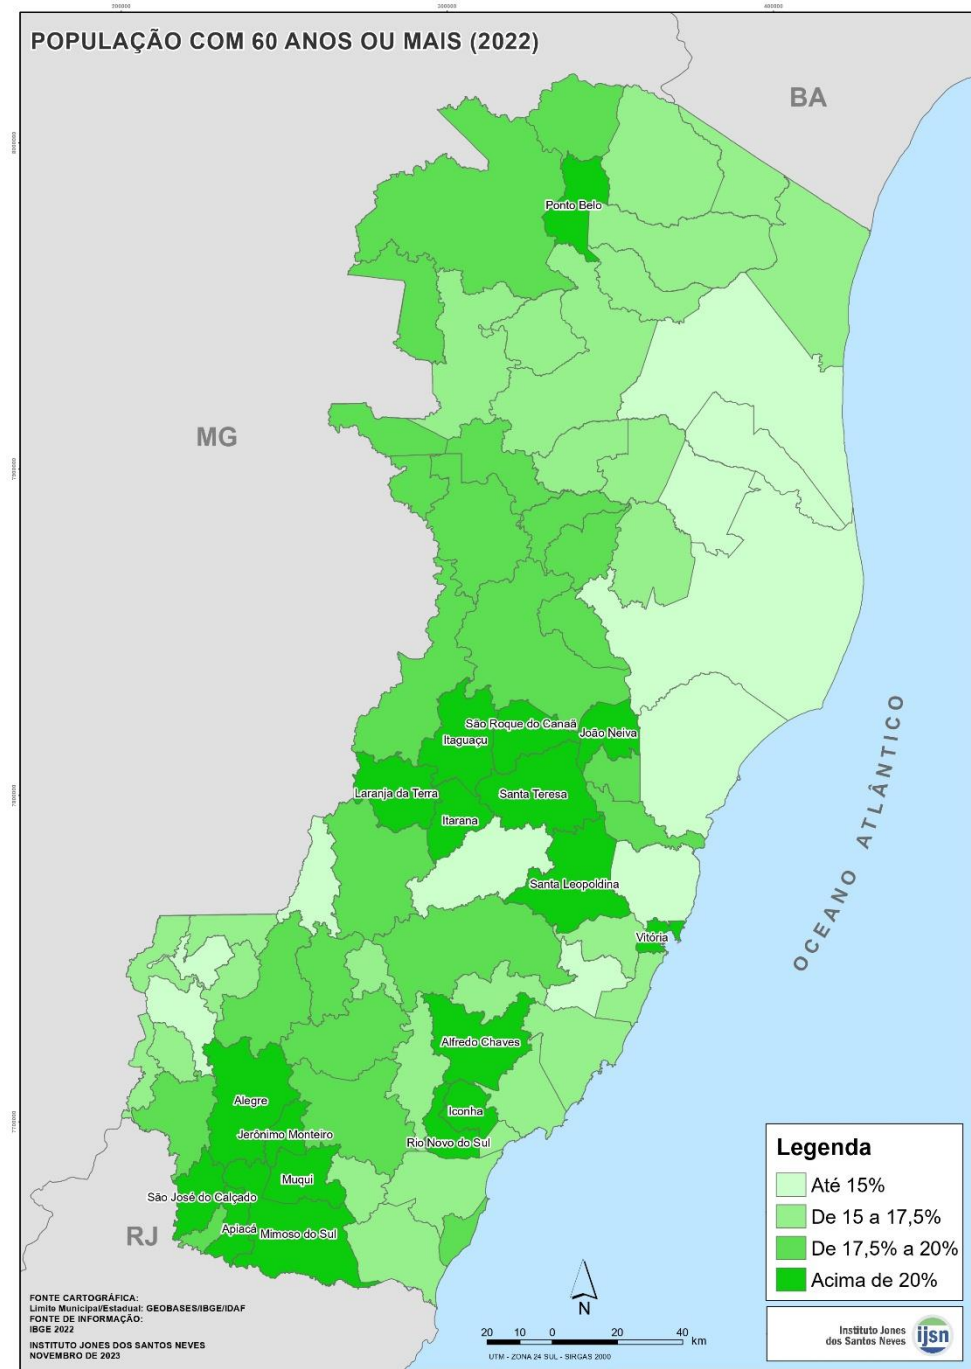 300000
400000
POPULAÇÃO COM 60 ANOS OU MAIS (2022)
BA
Ponto Belo
MG
São Roque do Canaã
João Neiva
Itaguaçu
Laranja da Terra
Santa Teresa
Itarana
Santa Leopoldina
Vitória
OCEANO ATLÂNTICO
Alfredo Chaves
Alegre
Iconha
Jerônimo Monteiro
Rio Novo do Sul
Muqui
São José do Calçado
Apiacá
Mimoso do Sul
RJ
Legenda
Até 15%
De 15 a 17,5%
De 17,5% a 20%
Acima de 20%
N
20 10 0 20 40
km
UTM - ZONA 24 SUL - SIRGAS 2000
FONTE CARTOGRÁFICA:
Limite Municipal/Estadual: GEOBASES/IBGE/IDAF
FONTE DE INFORMAÇÃO:
IBGE 2022
INSTITUTO JONES DOS SANTOS NEVES
NOVEMBRO DE 2023
Instituto Jones
dos Santos Neves
ijsn